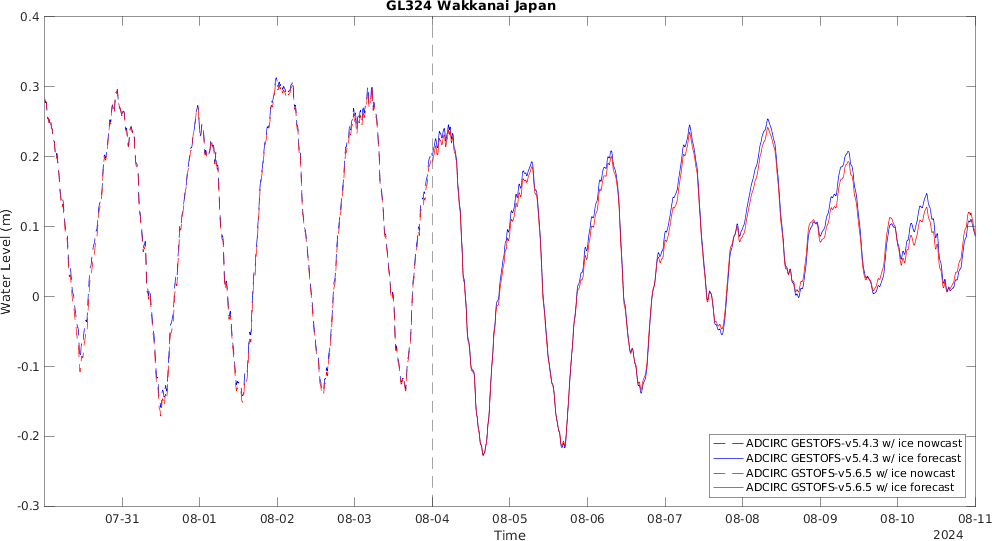 GL324 Wakkanai Japan
Water Level (m)
0.4
0.3
0.2
0.1
0
-0.1
-0.2
-0.3
ADCIRC GESTOFS-v5.4.3 w/ ice nowcast
ADCIRC GESTOFS-v5.4.3 w/ ice forecast
ADCIRC GSTOFS-v5.6.5 w/ ice nowcast
ADCIRC GSTOFS-v5.6.5 w/ ice forecast
07-31 08-01 08-02 08-03 08-04 08-05 08-06 08-07 08-08 08-09 08-10 08-11
Time
2024